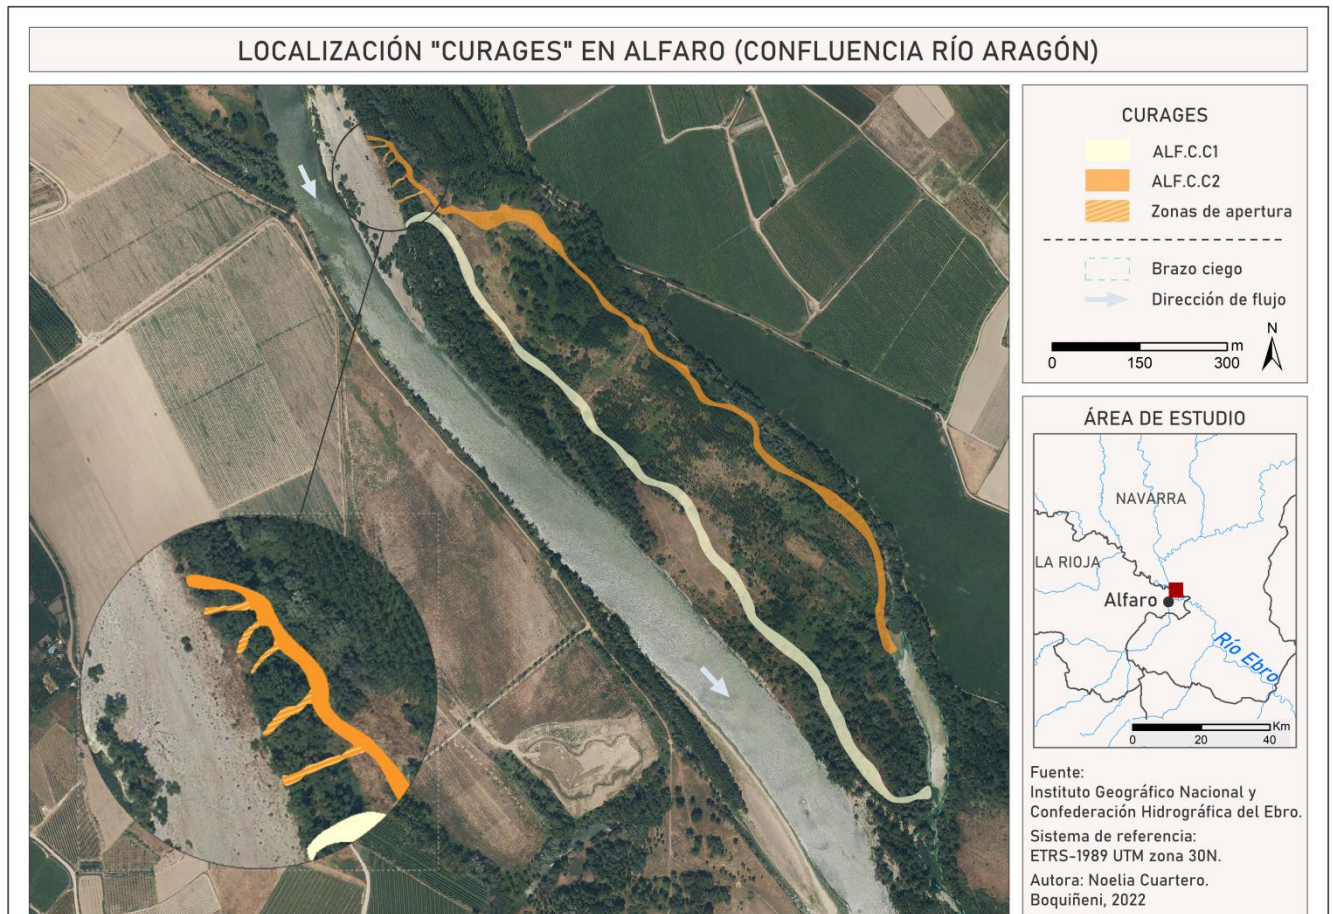 LOCALIZACIÓN "CURAGES" EN ALFARO (CONFLUENCIA RÍO ARAGÓN)
CURAGES
ALF.C.C1
ALF.C.C2
Zonas de apertura
Brazo ciego
Dirección de flujo
N
m
0 150 300
ÁREA DE ESTUDIO
NAVARRA
LA RIOJA
Alfaro
Río Ebro
Km
0 20 40
Fuente:
Instituto Geográfico Nacional y
Confederación Hidrográfica del Ebro.
Sistema de referencia:
ETRS-1989 UTM zona 30N.
Autora: Noelia Cuartero.
Boquiñeni, 2022